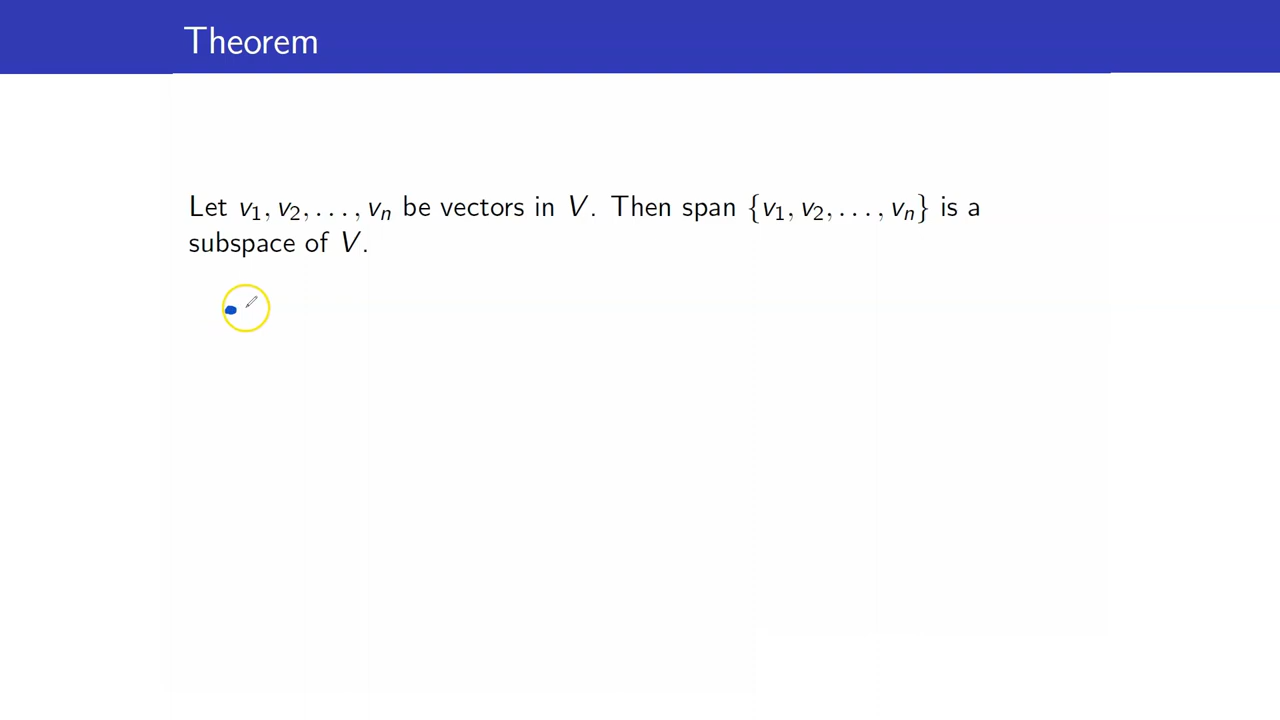 Theorem
Let v₁, v₂, . . . , vₙ be vectors in V. Then span {v₁, v₂, . . . , vₙ} is a
subspace of V.